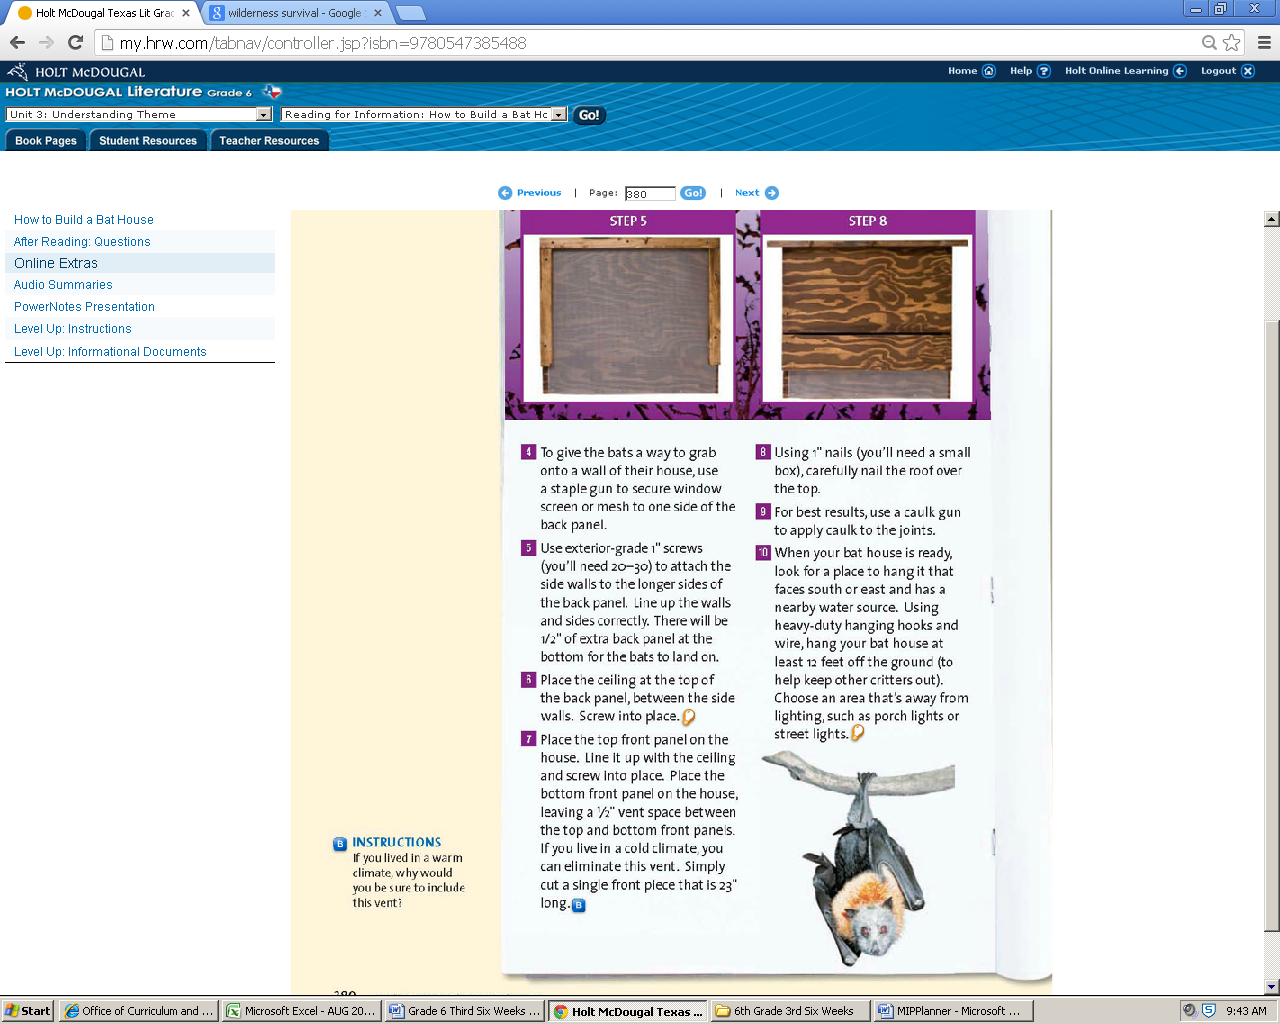 Holt McDougal Texas Lit Gra
wilderness survival - Google
my.hrw.com/tabnav/controller.jsp?isbn=9780547385488
HOLT McDOUGAL
Home
Help
Holt Online Learning
Logout
HOLT McDOUGAL Literature Grade 6
Unit 3: Understanding Theme
Reading for Information: How to Build a Bat Hc
Go!
Book Pages
Student Resources
Teacher Resources
Previous | Page: 380 Go! | Next
How to Build a Bat House
After Reading: Questions
Online Extras
Audio Summaries
PowerNotes Presentation
Level Up: Instructions
Level Up: Informational Documents
STEP 5
STEP 8
4 To give the bats a way to grab
onto a wall of their house, use
a staple gun to secure window
screen or mesh to one side of the
back panel.
5 Use exterior-grade 1" screws
(you'll need 20–30) to attach the
side walls to the longer sides of
the back panel. Line up the walls
and sides correctly. There will be
1/2" of extra back panel at the
bottom for the bats to land on.
6 Place the ceiling at the top of
the back panel, between the side
walls. Screw into place.
7 Place the top front panel on the
house. Line it up with the ceiling
and screw into place. Place the
bottom front panel on the house,
leaving a ½" vent space between
the top and bottom front panels.
If you live in a cold climate, you
can eliminate this vent. Simply
cut a single front piece that is 23"
long. B
8 Using 1" nails (you'll need a small
box), carefully nail the roof over
the top.
9 For best results, use a caulk gun
to apply caulk to the joints.
10 When your bat house is ready,
look for a place to hang it that
faces south or east and has a
nearby water source. Using
heavy-duty hanging hooks and
wire, hang your bat house at
least 12 feet off the ground (to
help keep other critters out).
Choose an area that's away from
lighting, such as porch lights or
street lights.
B INSTRUCTIONS
If you lived in a warm
climate, why would
you be sure to include
this vent?
380
Start
Office of Curriculum and ...
Microsoft Excel - AUG 20...
Grade 6 Third Six Weeks ...
Holt McDougal Texas ...
6th Grade 3rd Six Weeks
MIPPlanner - Microsoft ...
9:43 AM